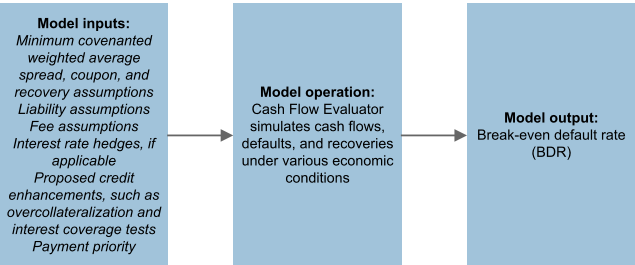 Model inputs:
Minimum covenanted
weighted average
spread, coupon, and
recovery assumptions
Liability assumptions
Fee assumptions
Interest rate hedges, if
applicable
Proposed credit
enhancements, such as
overcollateralization and
interest coverage tests
Payment priority
Model operation:
Cash Flow Evaluator
simulates cash flows,
defaults, and recoveries
under various economic
conditions
Model output:
Break-even default rate
(BDR)